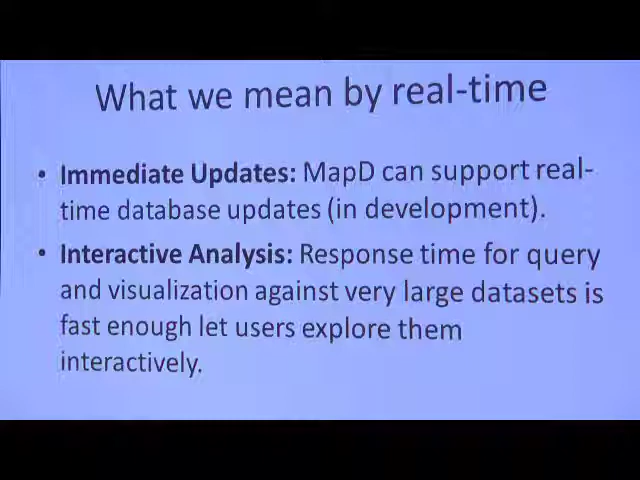 What we mean by real-time
• Immediate Updates: MapD can support real-
time database updates (in development).
• Interactive Analysis: Response time for query
and visualization against very large datasets is
fast enough let users explore them
interactively.